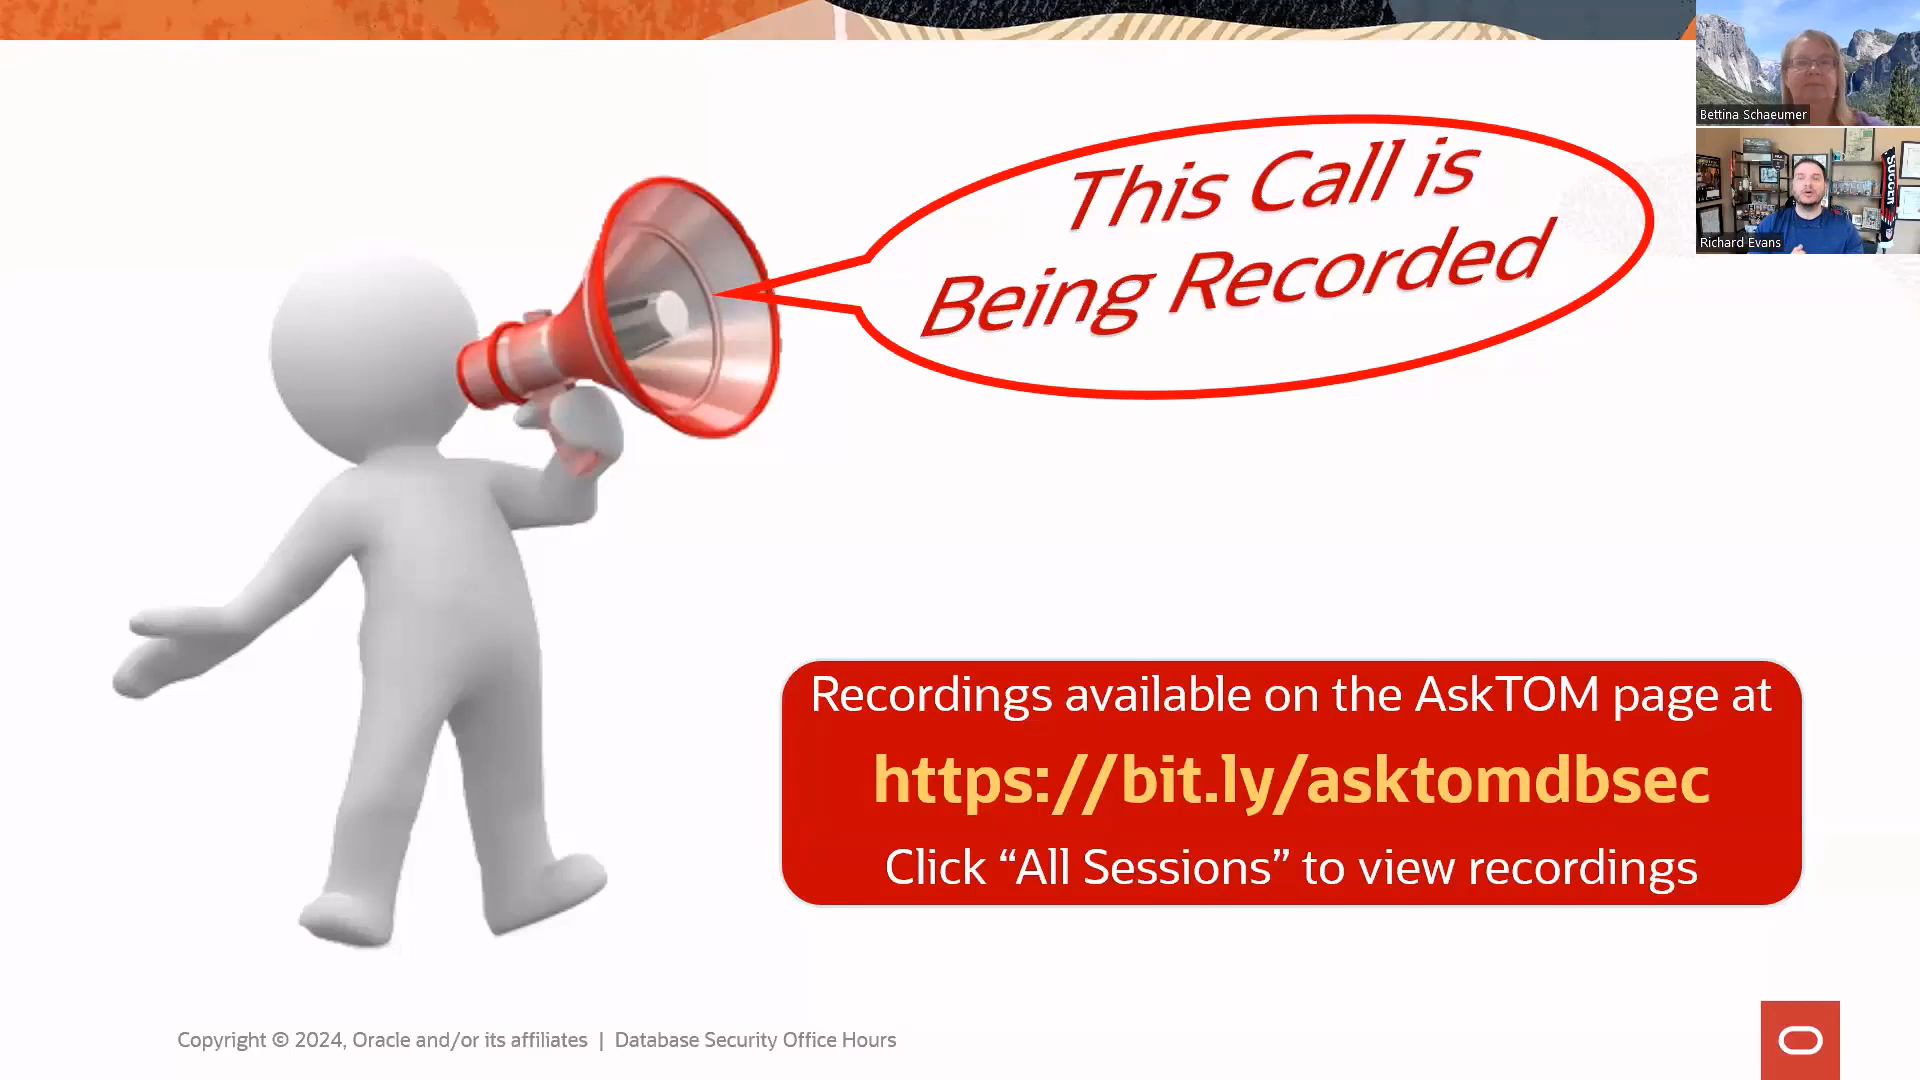 This Call is
Being Recorded
Bettina Schaeumer
Richard Evans
Recordings available on the AskTOM page at
https://bit.ly/asktomdbsec
Click “All Sessions” to view recordings
Copyright © 2024, Oracle and/or its affiliates | Database Security Office Hours